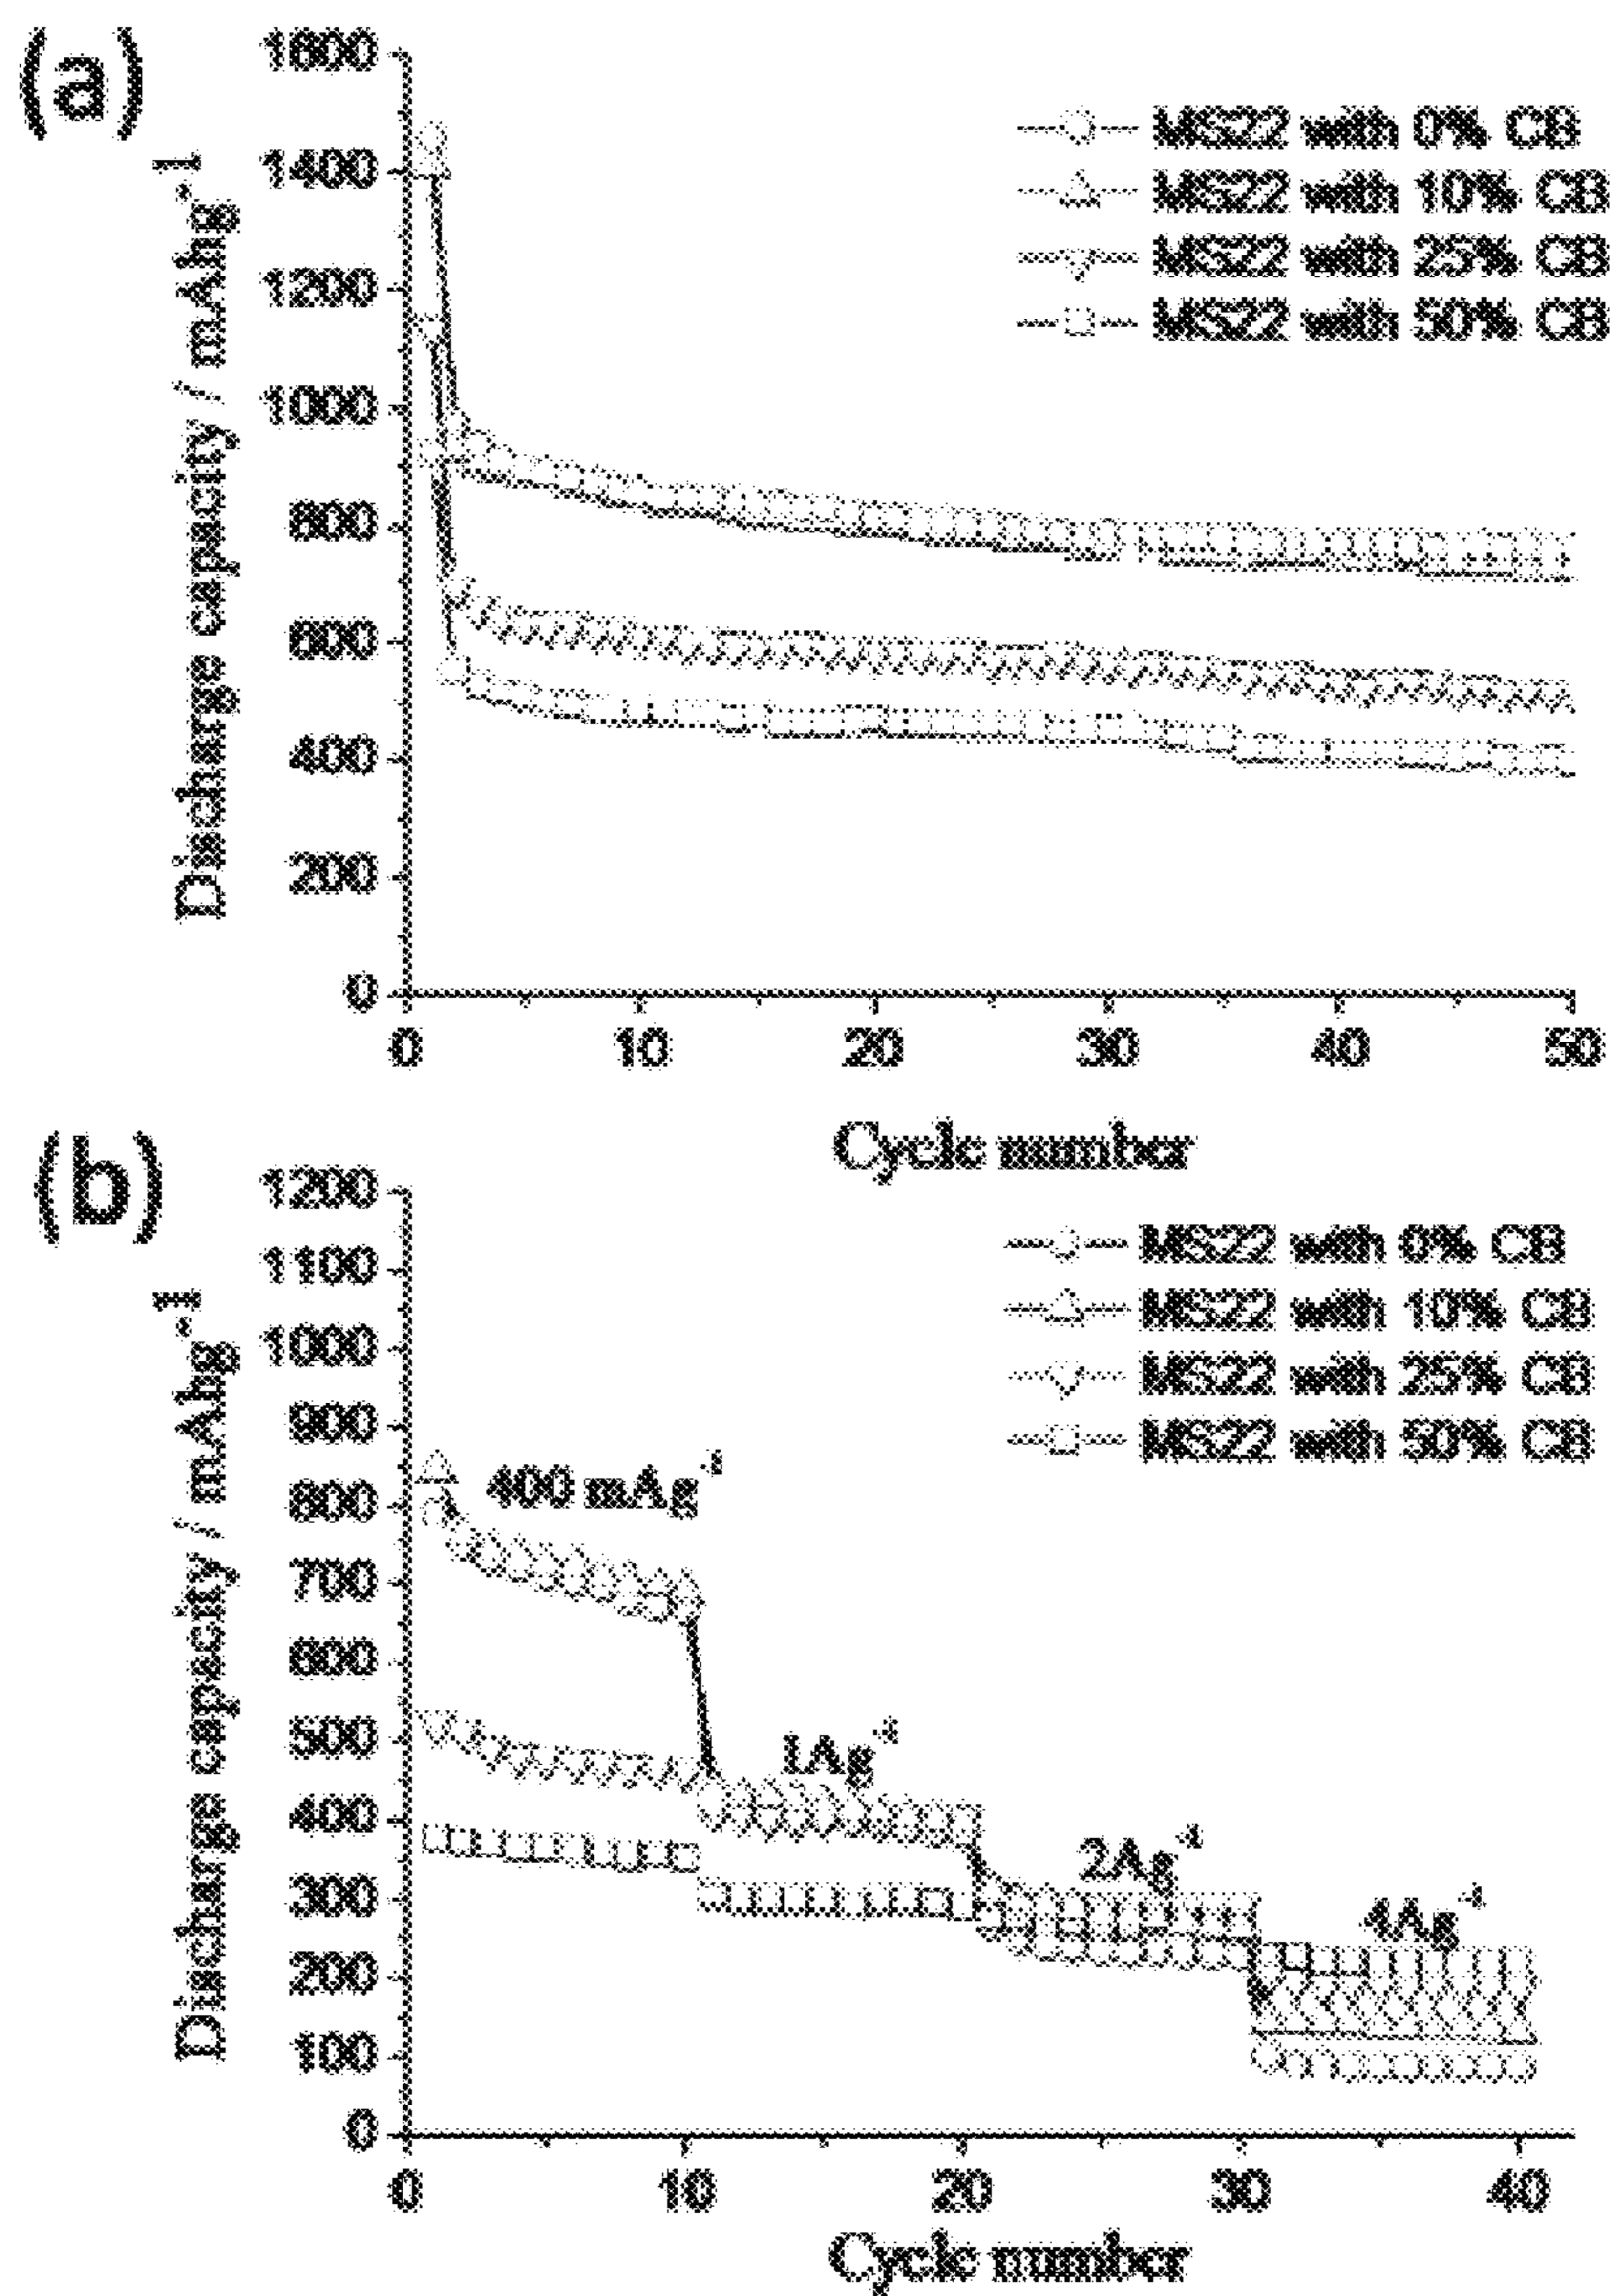 (a)
1600
1400
1200
1000
800
600
400
200
0
Discharge capacity / mAhg-1
MS22 with 0% CB
MS22 with 10% CB
MS22 with 25% CB
MS22 with 50% CB
0 10 20 30 40 50
Cycle number
(b)
1200
1100
1000
900
800
700
600
500
400
300
200
100
0
Discharge capacity / mAhg-1
MS22 with 0% CB
MS22 with 10% CB
MS22 with 25% CB
MS22 with 50% CB
400 mAg-1
1Ag-1
2Ag-1
4Ag-1
0 10 20 30 40
Cycle number